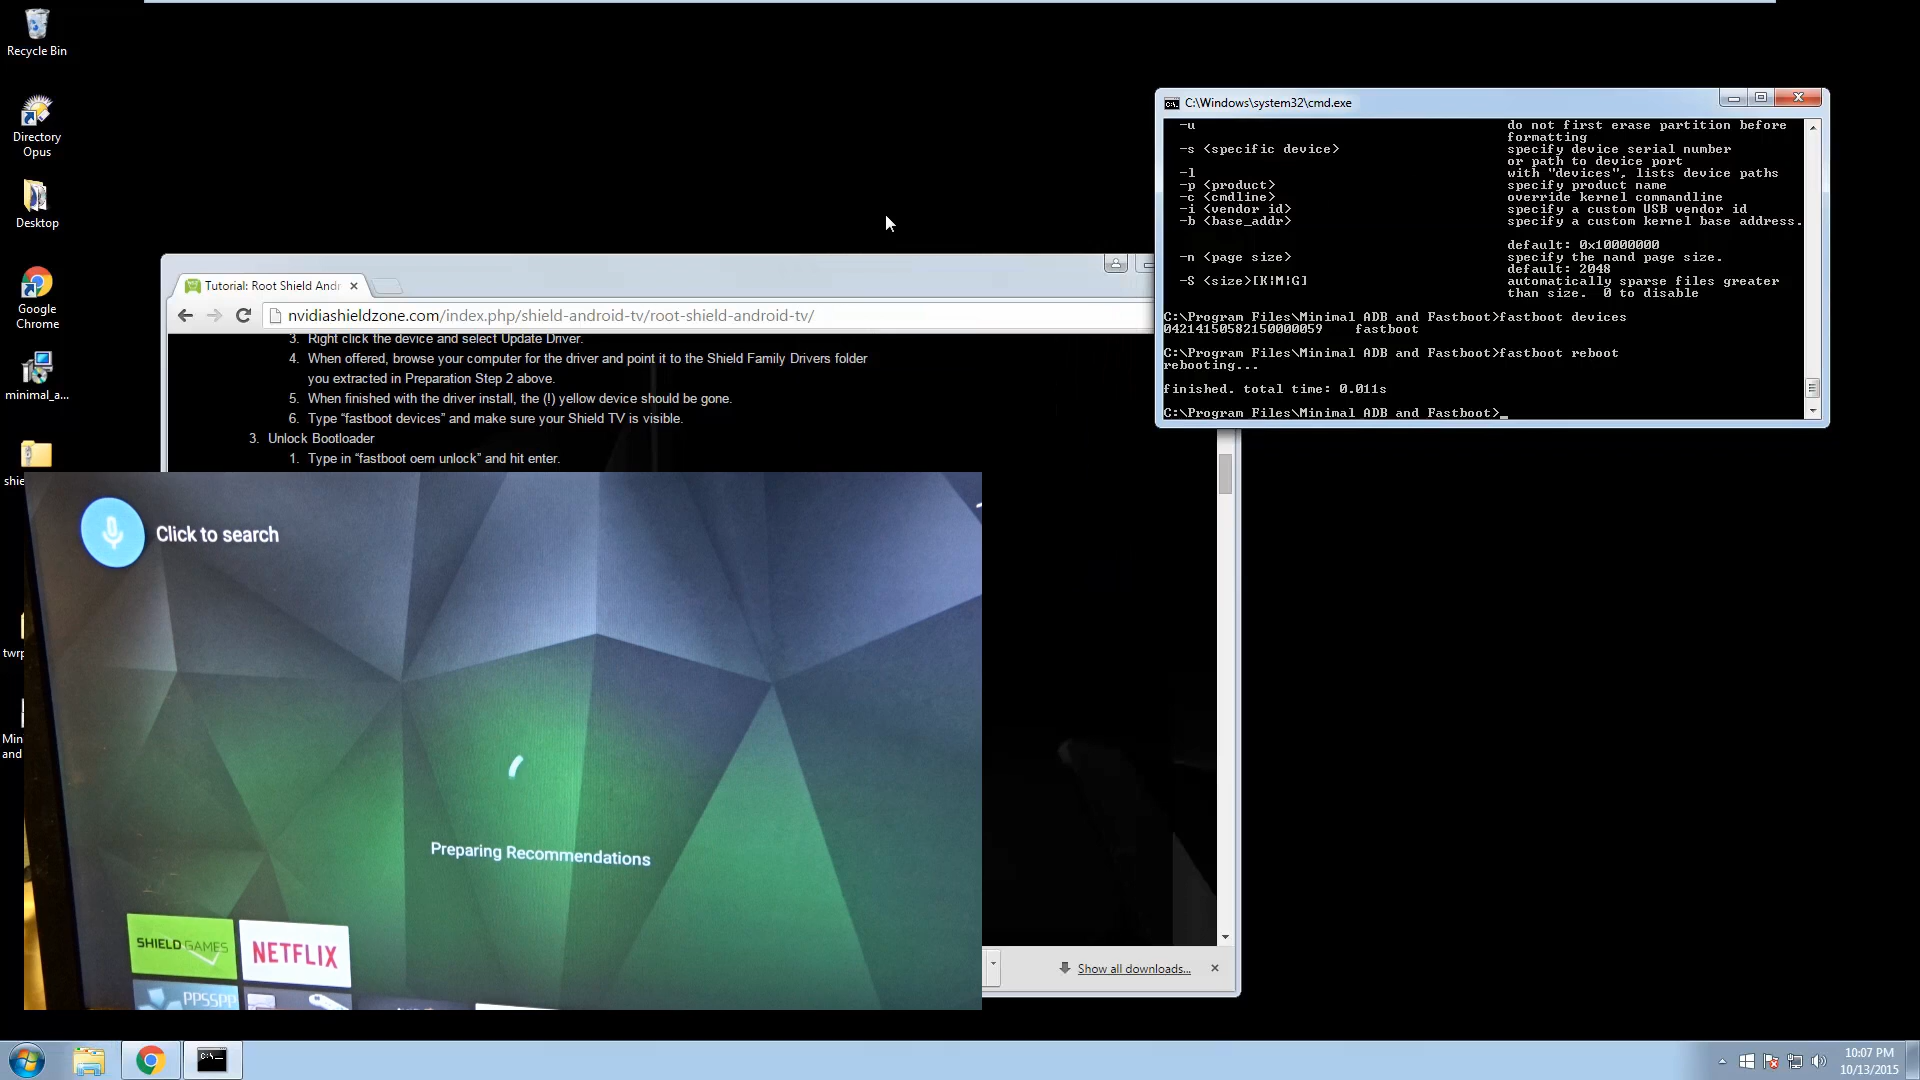 Recycle Bin
Directory
Opus
Desktop
Google
Chrome
minimal_a...
shie
twrp
Min
and
C:\Windows\system32\cmd.exe
-u do not first erase partition before
formatting
-s <specific device> specify device serial number
or path to device port
-l with "devices", lists device paths
-p <product> specify product name
-c <cmdline> override kernel commandline
-i <vendor id> specify a custom USB vendor id
-b <base_addr> specify a custom kernel base address.
default: 0x10000000
-n <page size> specify the nand page size.
default: 2048
-S <size>[K|M|G] automatically sparse files greater
than size. 0 to disable
C:\Program Files\Minimal ADB and Fastboot>fastboot devices
04214150582150000059 fastboot
C:\Program Files\Minimal ADB and Fastboot>fastboot reboot
rebooting...
finished. total time: 0.011s
C:\Program Files\Minimal ADB and Fastboot>_
Tutorial: Root Shield Andr
nvidiashieldzone.com/index.php/shield-android-tv/root-shield-android-tv/
3. Right click the device and select Update Driver.
4. When offered, browse your computer for the driver and point it to the Shield Family Drivers folder
you extracted in Preparation Step 2 above.
5. When finished with the driver install, the (!) yellow device should be gone.
6. Type “fastboot devices” and make sure your Shield TV is visible.
3. Unlock Bootloader
1. Type in “fastboot oem unlock” and hit enter.
Click to search
Preparing Recommendations
SHIELD GAMES
NETFLIX
PPSSPP
Show all downloads...
10:07 PM
10/13/2015